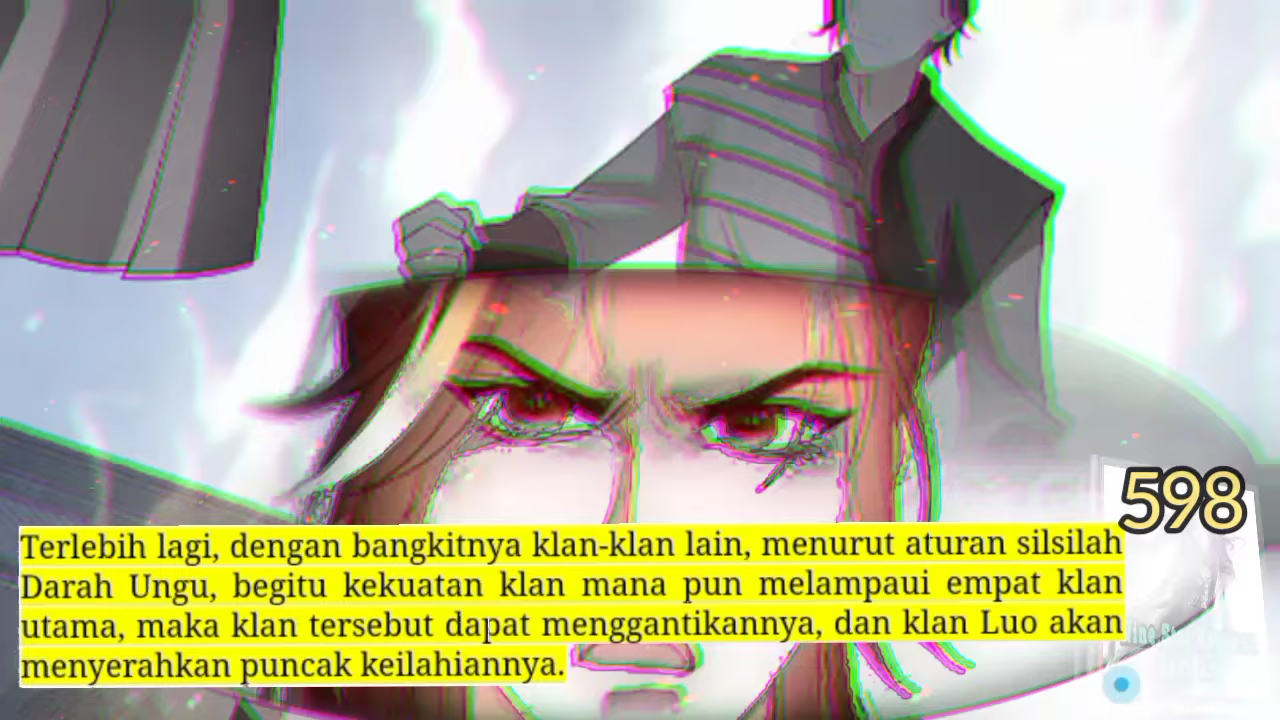 598
Terlebih lagi, dengan bangkitnya klan-klan lain, menurut aturan silsilah
Darah Ungu, begitu kekuatan klan mana pun melampaui empat klan
utama, maka klan tersebut dapat menggantikannya, dan klan Luo akan
menyerahkan puncak keilahiannya.